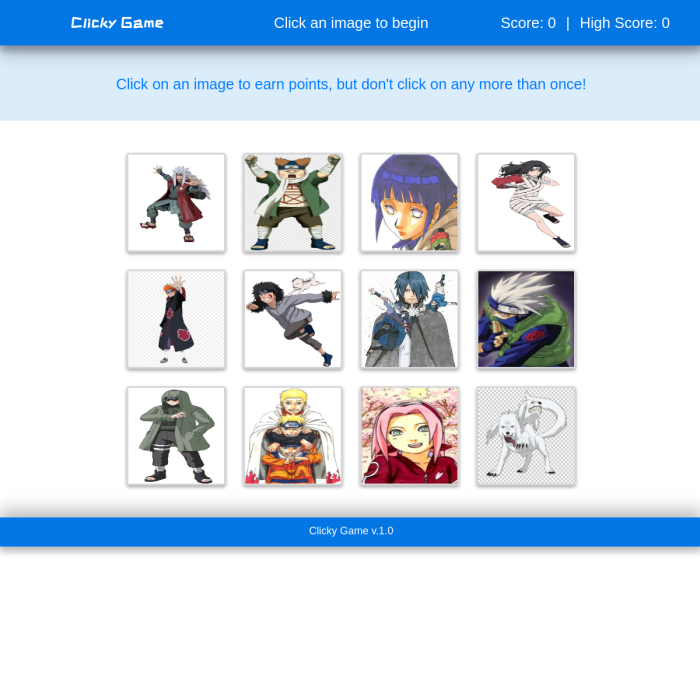 Clicky Game
Click an image to begin
Score: 0 | High Score: 0
Click on an image to earn points, but don't click on any more than once!
Clicky Game v.1.0